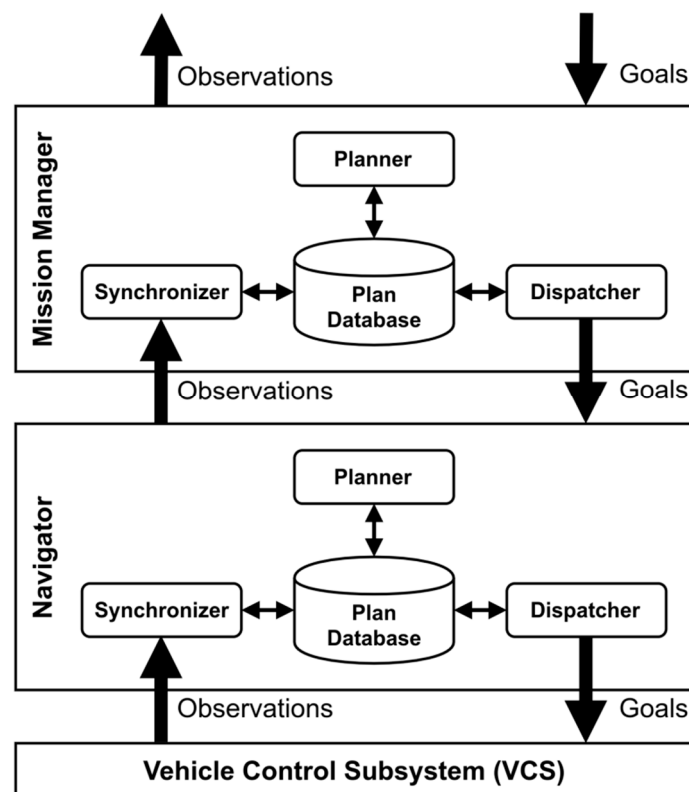 Observations
Goals
Mission Manager
Planner
Synchronizer
Plan
Database
Dispatcher
Observations
Goals
Navigator
Planner
Synchronizer
Plan
Database
Dispatcher
Observations
Goals
Vehicle Control Subsystem (VCS)